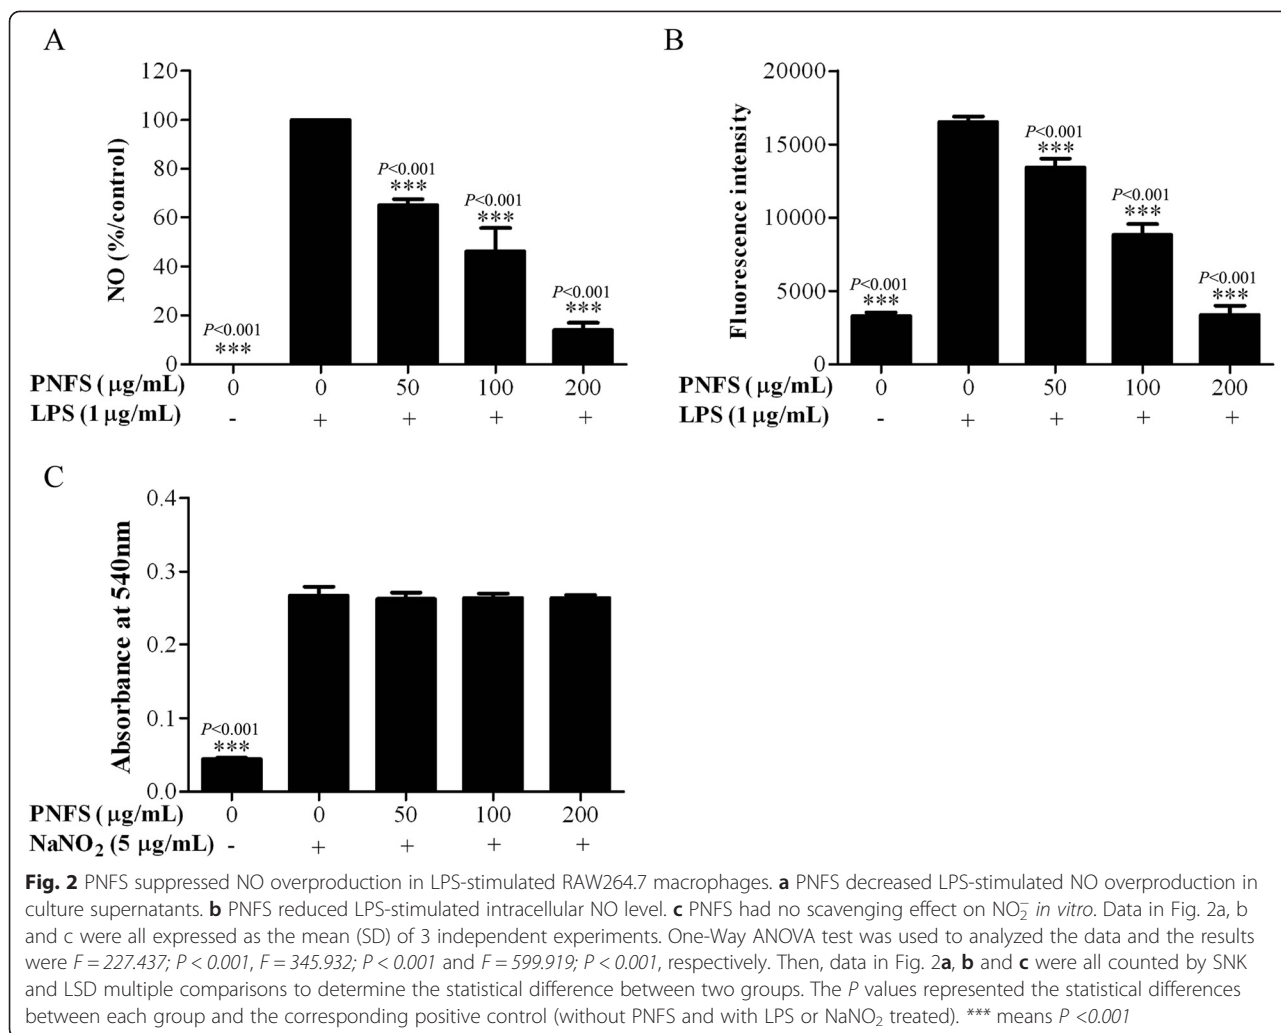 A
120
100
80
60
40
20
0
NO (%/control)
P<0.001
***
P<0.001
***
P<0.001
***
P<0.001
***
PNFS (μg/mL) 0 0 50 100 200
LPS (1 μg/mL) - + + + +
B
20000
15000
10000
5000
0
Fluorescence intensity
P<0.001
***
P<0.001
***
P<0.001
***
P<0.001
***
PNFS (μg/mL) 0 0 50 100 200
LPS (1 μg/mL) - + + + +
C
0.4
0.3
0.2
0.1
0.0
Absorbance at 540nm
P<0.001
***
PNFS (μg/mL) 0 0 50 100 200
NaNO₂ (5 μg/mL) - + + + +
Fig. 2 PNFS suppressed NO overproduction in LPS-stimulated RAW264.7 macrophages. a PNFS decreased LPS-stimulated NO overproduction in
culture supernatants. b PNFS reduced LPS-stimulated intracellular NO level. c PNFS had no scavenging effect on NO₂⁻ in vitro. Data in Fig. 2a, b
and c were all expressed as the mean (SD) of 3 independent experiments. One-Way ANOVA test was used to analyzed the data and the results
were F = 227.437; P < 0.001, F = 345.932; P < 0.001 and F = 599.919; P < 0.001, respectively. Then, data in Fig. 2a, b and c were all counted by SNK
and LSD multiple comparisons to determine the statistical difference between two groups. The P values represented the statistical differences
between each group and the corresponding positive control (without PNFS and with LPS or NaNO₂ treated). *** means P <0.001